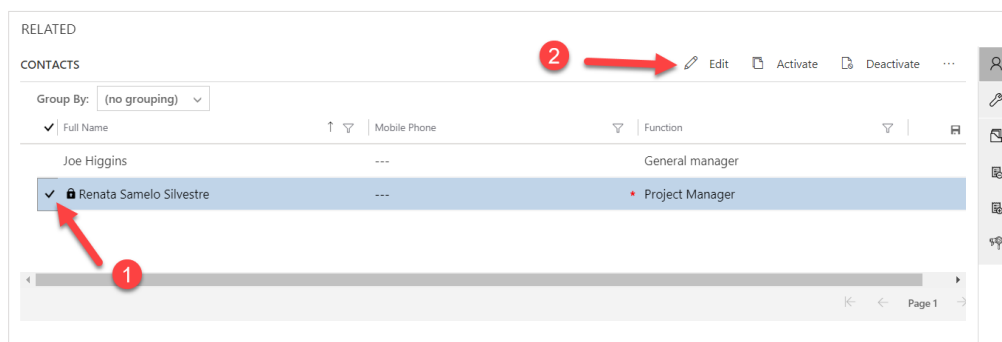 RELATED
CONTACTS 2 Edit Activate Deactivate ...
Group By: (no grouping)
Full Name Mobile Phone Function
Joe Higgins --- General manager
Renata Samelo Silvestre --- * Project Manager
1
Page 1